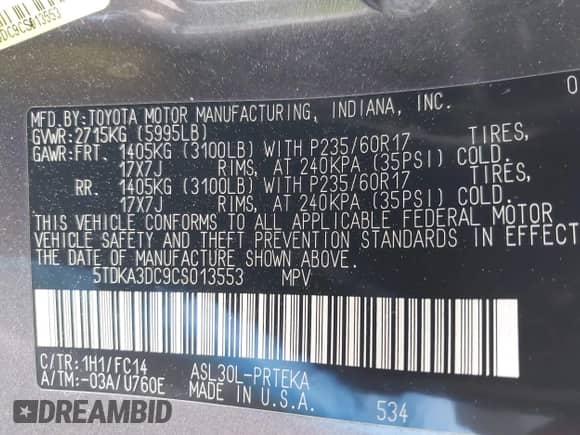 DC9CS013553
MFD.BY:TOYOTA MOTOR MANUFACTURING, INDIANA, INC. 0
GVWR:2715KG (5995LB)
GAWR:FRT. 1405KG (3100LB) WITH P235/60R17 TIRES,
17X7J RIMS, AT 240KPA (35PSI) COLD.
RR. 1405KG (3100LB) WITH P235/60R17 TIRES,
17X7J RIMS, AT 240KPA (35PSI) COLD.
THIS VEHICLE CONFORMS TO ALL APPLICABLE FEDERAL MOTOR
VEHICLE SAFETY AND THEFT PREVENTION STANDARDS IN EFFECT
THE DATE OF MANUFACTURE SHOWN ABOVE.
5TDKA3DC9CS013553 MPV
C/TR:1H1/FC14 ASL30L-PRTEKA
A/TM:-03A/U760E MADE IN U.S.A. 534
DREAMBID